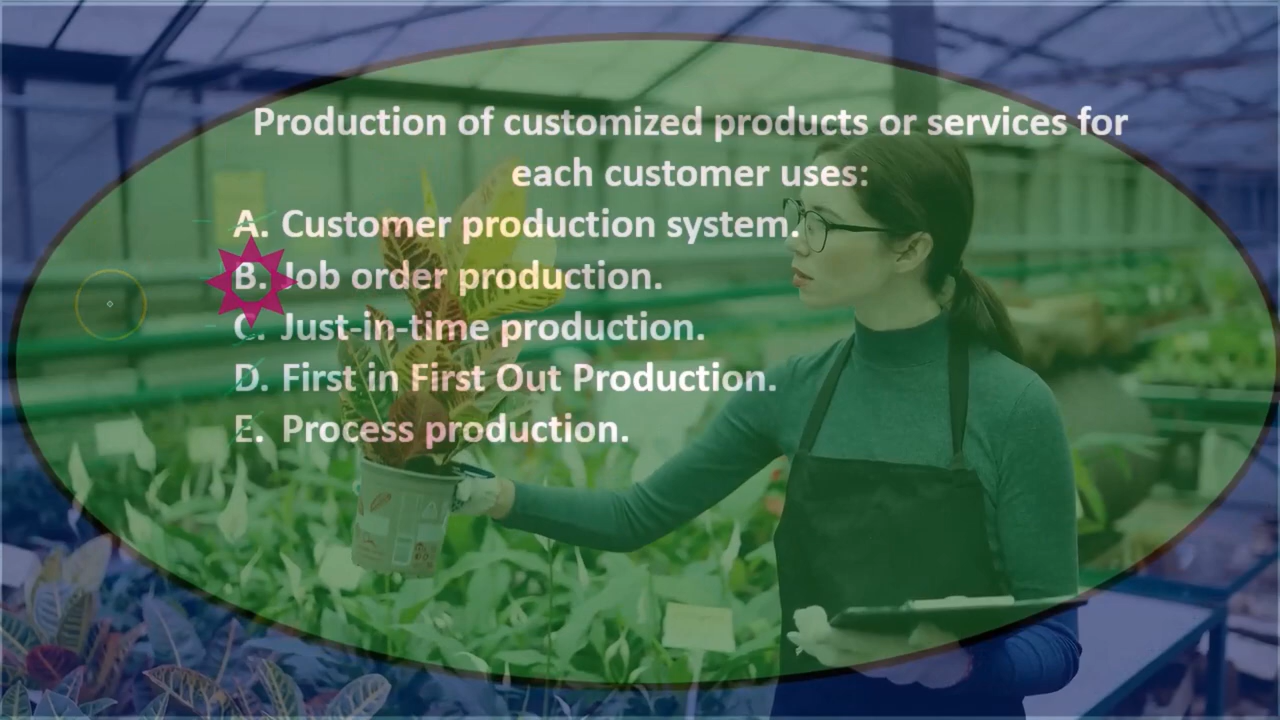 Production of customized products or services for
each customer uses:
A. Customer production system.
B. Job order production.
C. Just-in-time production.
D. First in First Out Production.
E. Process production.